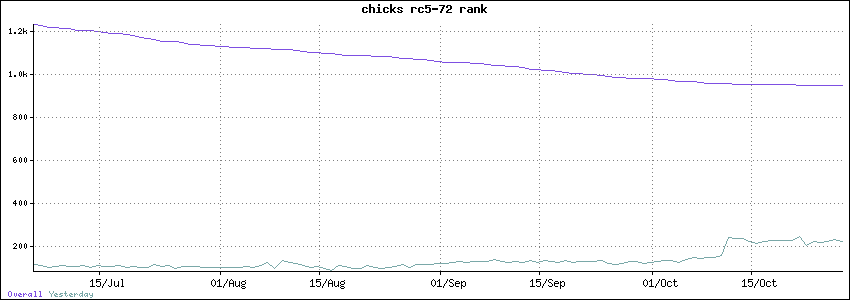 chicks rc5-72 rank
1.2k
1.0k
800
600
400
200
15/Jul 01/Aug 15/Aug 01/Sep 15/Sep 01/Oct 15/Oct
Overall Yesterday